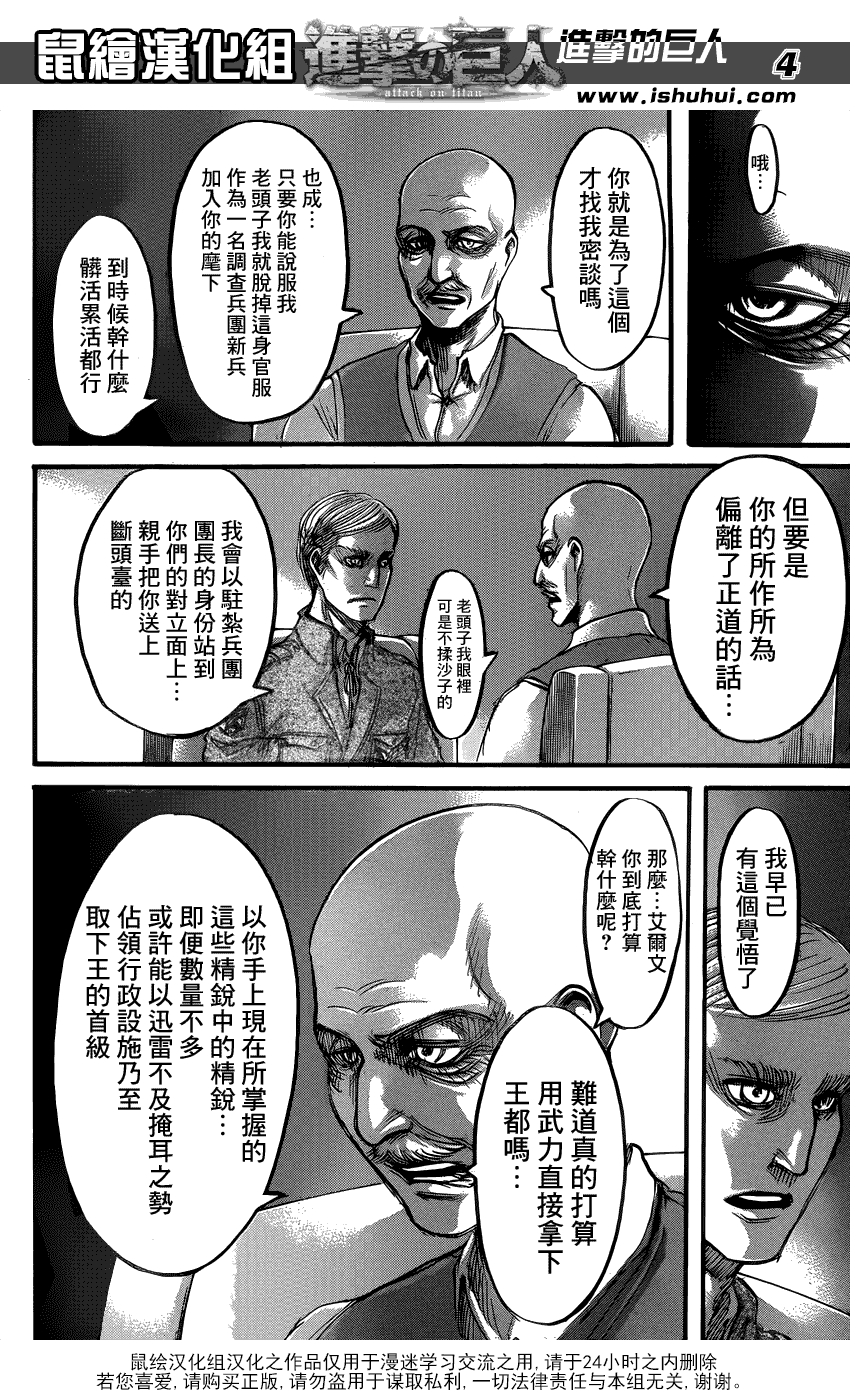 鼠繪漢化組
進撃の巨人
attack on titan
進擊的巨人
www.ishuhui.com
4
哦…
你就是為了這個
才找我密談嗎
也成…
只要你能說服我
老頭子我就脫掉這身官服
作為一名調查兵團新兵
加入你的麾下
到時候幹什麼
髒活累活都行
但要是
你的所作所為
偏離了正道的話…
老頭子我眼裡
可是不揉沙子的
我會以駐紮兵團
團長的身份站到
你們的對立面上…
親手把你送上
斷頭臺的
我早已
有這個覺悟了
那麼…艾爾文
你到底打算
幹什麼呢?
難道真的打算
用武力直接拿下
王都嗎…
以你手上現在所掌握的
這些精銳中的精銳…
即便數量不多
或許能以迅雷不及掩耳之勢
佔領行政設施乃至
取下王的首級
鼠绘汉化组汉化之作品仅用于漫迷学习交流之用, 请于24小时之内删除
若您喜爱, 请购买正版, 请勿盗用于谋取私利, 一切法律责任与本组无关, 谢谢.